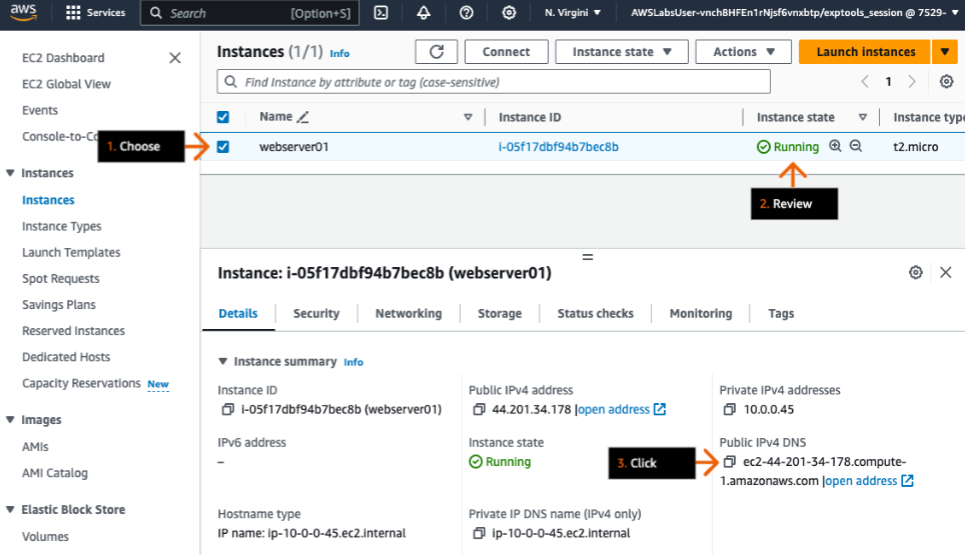 aws
Services
Search
[Option+S]
N. Virgini
AWSLabsUser-vnch8HFEn1rNjsf6vnxbtp/exptools_session @ 7529-
EC2 Dashboard
EC2 Global View
Events
Console-to-Co
1. Choose
Instances
Instances
Instance Types
Launch Templates
Spot Requests
Savings Plans
Reserved Instances
Dedicated Hosts
Capacity Reservations New
Images
AMIs
AMI Catalog
Elastic Block Store
Volumes
Instances (1/1) Info
Connect
Instance state
Actions
Launch instances
Find Instance by attribute or tag (case-sensitive)
1
Name
Instance ID
Instance state
Instance type
webserver01
i-05f17dbf94b7bec8b
Running
t2.micro
2. Review
Instance: i-05f17dbf94b7bec8b (webserver01)
Details
Security
Networking
Storage
Status checks
Monitoring
Tags
Instance summary Info
Instance ID
i-05f17dbf94b7bec8b (webserver01)
Public IPv4 address
44.201.34.178 |open address
Private IPv4 addresses
10.0.0.45
IPv6 address
–
Instance state
Running
3. Click
Public IPv4 DNS
ec2-44-201-34-178.compute-
1.amazonaws.com |open address
Hostname type
IP name: ip-10-0-0-45.ec2.internal
Private IP DNS name (IPv4 only)
ip-10-0-0-45.ec2.internal